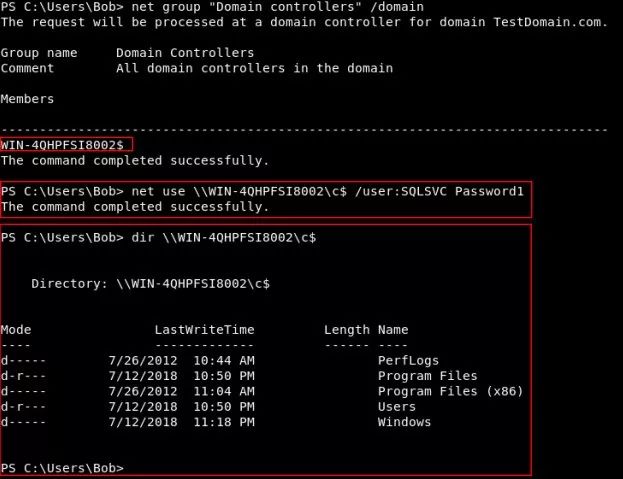 PS C:\Users\Bob> net group "Domain controllers" /domain
The request will be processed at a domain controller for domain TestDomain.com.
Group name     Domain Controllers
Comment        All domain controllers in the domain
Members
-------------------------------------------------------------------------------
WIN-4QHPFSI8002$
The command completed successfully.
PS C:\Users\Bob> net use \\WIN-4QHPFSI8002\c$ /user:SQLSVC Password1
The command completed successfully.
PS C:\Users\Bob> dir \\WIN-4QHPFSI8002\c$
    Directory: \\WIN-4QHPFSI8002\c$
Mode                LastWriteTime         Length Name
----                -------------         ------ ----
d-----        7/26/2012  10:44 AM                PerfLogs
d-r---        7/12/2018  10:50 PM                Program Files
d-----        7/26/2012  11:04 AM                Program Files (x86)
d-r---        7/12/2018  10:50 PM                Users
d-----        7/12/2018  11:18 PM                Windows
PS C:\Users\Bob>